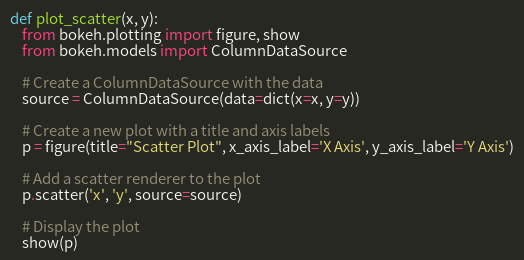 def plot_scatter(x, y):
    from bokeh.plotting import figure, show
    from bokeh.models import ColumnDataSource

    # Create a ColumnDataSource with the data
    source = ColumnDataSource(data=dict(x=x, y=y))

    # Create a new plot with a title and axis labels
    p = figure(title="Scatter Plot", x_axis_label='X Axis', y_axis_label='Y Axis')

    # Add a scatter renderer to the plot
    p.scatter('x', 'y', source=source)

    # Display the plot
    show(p)